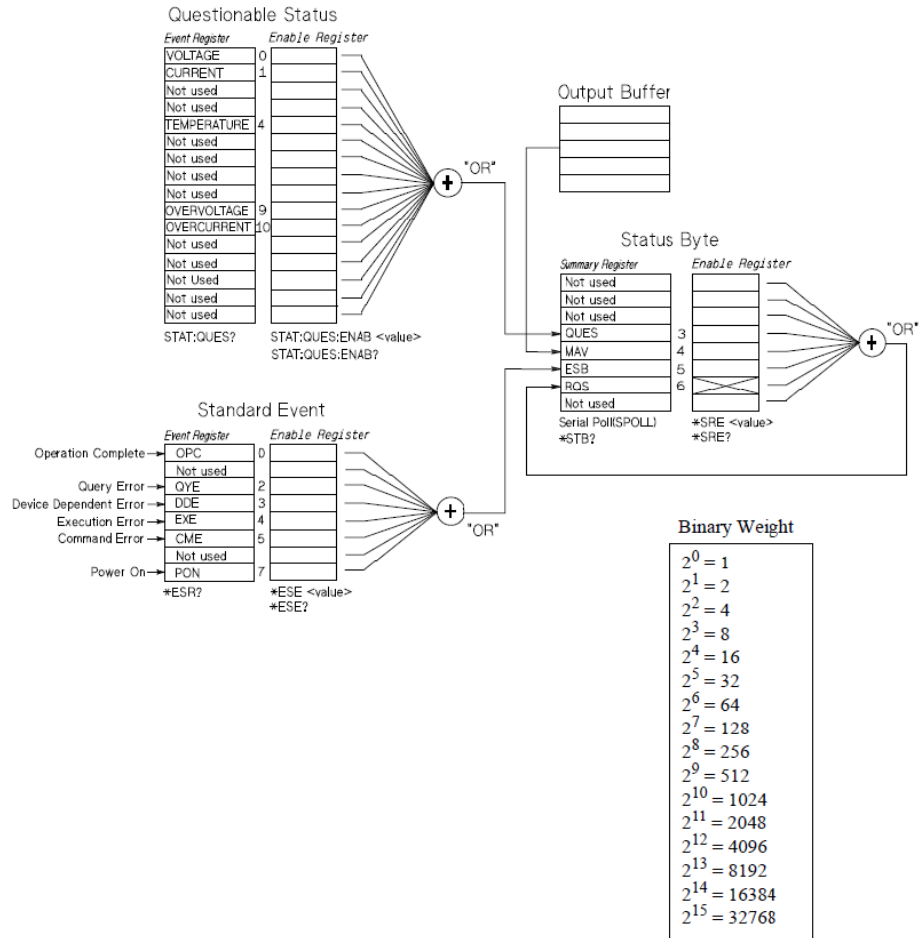 Questionable Status
Event Register Enable Register
VOLTAGE 0
CURRENT 1
Not used
Not used
TEMPERATURE 4
Not used
Not used
Not used
Not used
OVERVOLTAGE 9
OVERCURRENT 10
Not used
Not used
Not Used
Not used
Not used
STAT:QUES? STAT:QUES:ENAB <value>
STAT:QUES:ENAB?
+
"OR"
Output Buffer
Status Byte
Summary Register Enable Register
Not used
Not used
Not used
QUES 3
MAV 4
ESB 5
RQS 6
Not used
Serial Poll(SPOLL) *SRE <value>
*STB? *SRE?
+
"OR"
Standard Event
Event Register Enable Register
Operation Complete OPC 0
Not used
Query Error QYE 2
Device Dependent Error DDE 3
Execution Error EXE 4
Command Error CME 5
Not used
Power On PON 7
*ESR? *ESE <value>
*ESE?
+
"OR"
Binary Weight
2^0 = 1
2^1 = 2
2^2 = 4
2^3 = 8
2^4 = 16
2^5 = 32
2^6 = 64
2^7 = 128
2^8 = 256
2^9 = 512
2^10 = 1024
2^11 = 2048
2^12 = 4096
2^13 = 8192
2^14 = 16384
2^15 = 32768